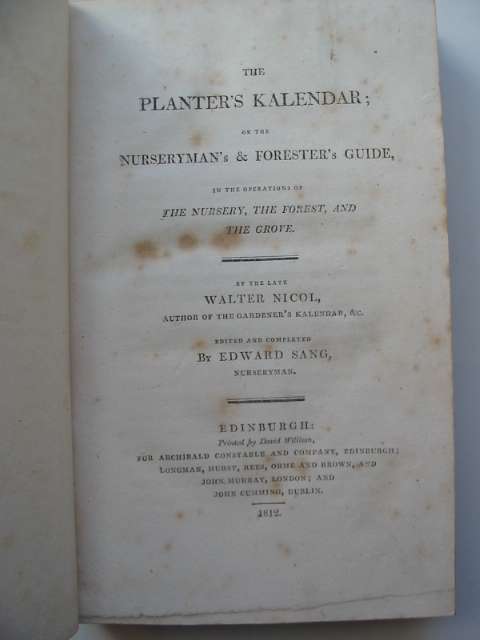 THE
PLANTER'S KALENDAR;
OR THE
NURSERYMAN'S & FORESTER'S GUIDE,
IN THE OPERATIONS OF
THE NURSERY, THE FOREST, AND
THE GROVE.
BY THE LATE
WALTER NICOL,
AUTHOR OF THE GARDENER'S KALENDAR, &c.
EDITED AND COMPLETED
BY EDWARD SANG,
NURSERYMAN.
EDINBURGH:
Printed by David Willison,
FOR ARCHIBALD CONSTABLE AND COMPANY, EDINBURGH;
LONGMAN, HURST, REES, ORME AND BROWN, AND
JOHN MURRAY, LONDON; AND
JOHN CUMMING, DUBLIN.
1812.